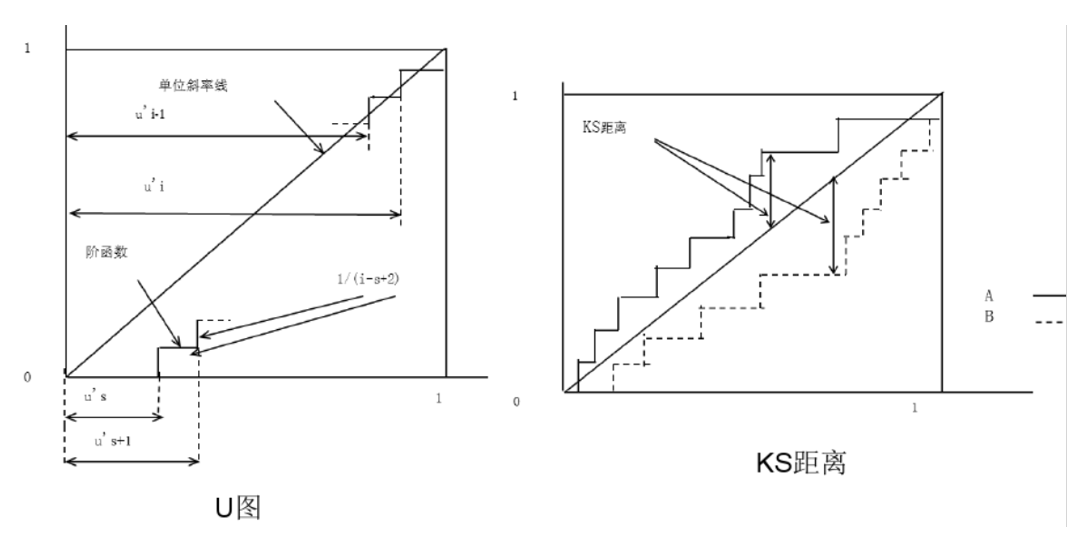 1
单位斜率线
u' i-1
u' i
阶函数
1/(i-s+2)
0
u' s
1
u' s+1
U图
1
KS距离
A
B
0
1
KS距离